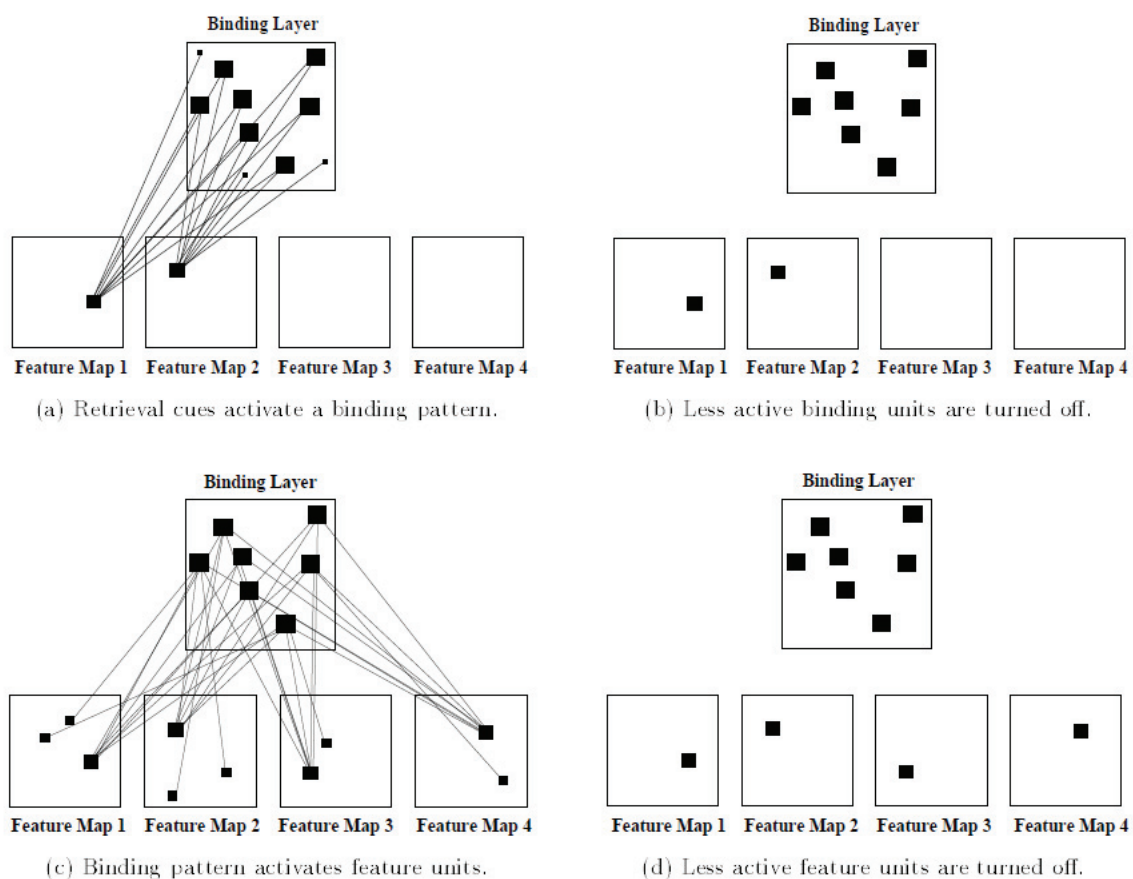 Binding Layer
Binding Layer
Feature Map 1 Feature Map 2 Feature Map 3 Feature Map 4
Feature Map 1 Feature Map 2 Feature Map 3 Feature Map 4
(a) Retrieval cues activate a binding pattern.
(b) Less active binding units are turned off.
Binding Layer
Binding Layer
Feature Map 1 Feature Map 2 Feature Map 3 Feature Map 4
Feature Map 1 Feature Map 2 Feature Map 3 Feature Map 4
(c) Binding pattern activates feature units.
(d) Less active feature units are turned off.